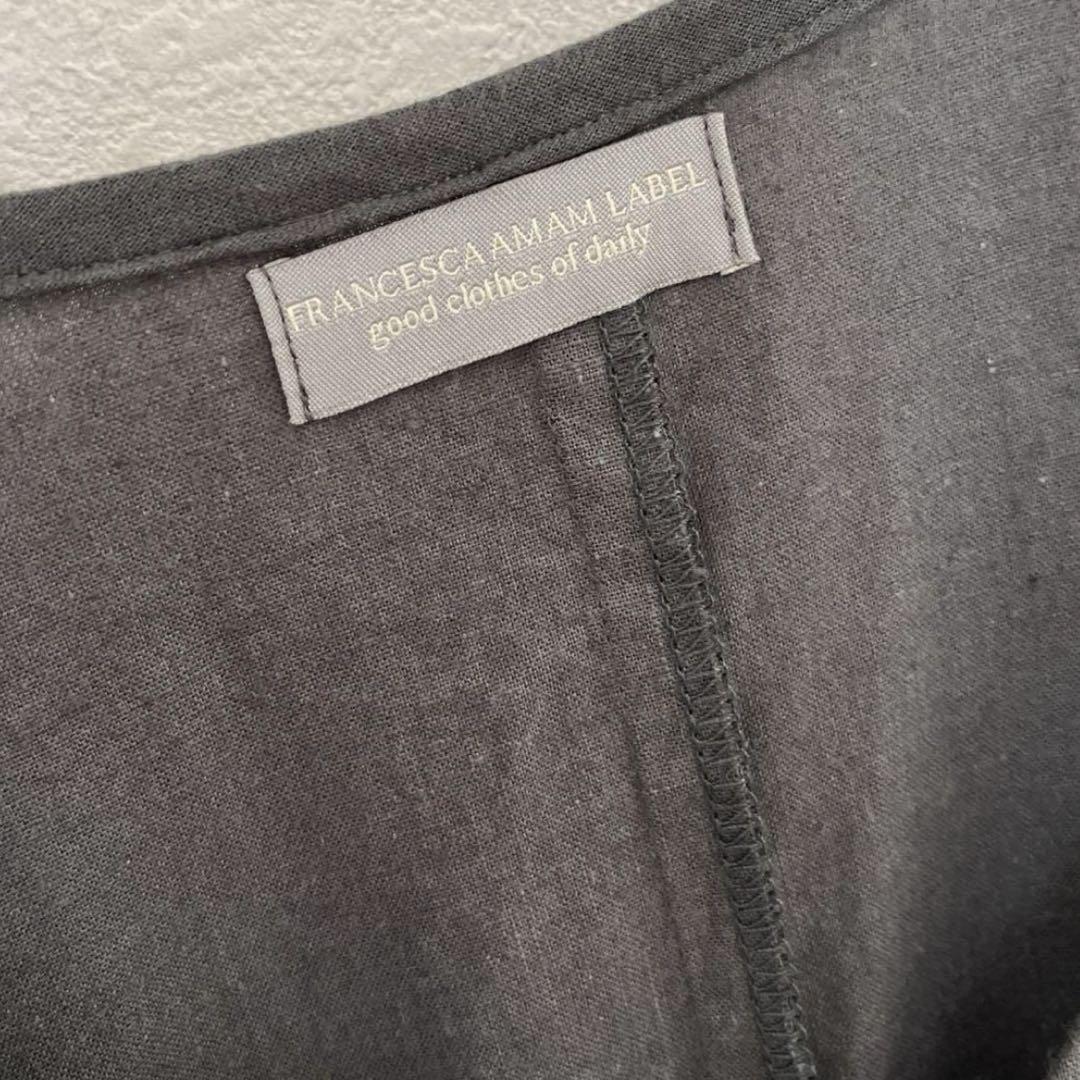 FRANCESCA AMAM LABEL
good clothes of daily